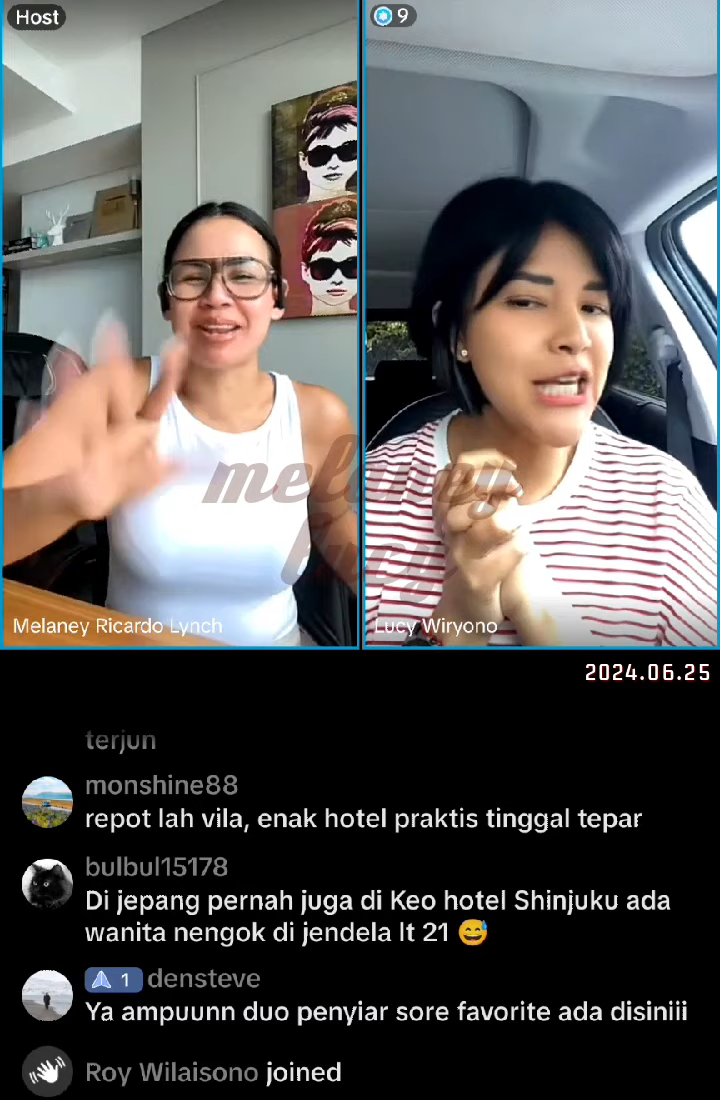 Host
9
melaney
lucy
Melaney Ricardo Lynch
Lucy Wiryono
2024.06.25
terjun
monshine88
repot lah vila, enak hotel praktis tinggal tepar
bulbul15178
Di jepang pernah juga di Keo hotel Shinjuku ada
wanita nengok di jendela lt 21 😅
1 densteve
Ya ampuunn duo penyiar sore favorite ada disiniii
Roy Wilaisono joined